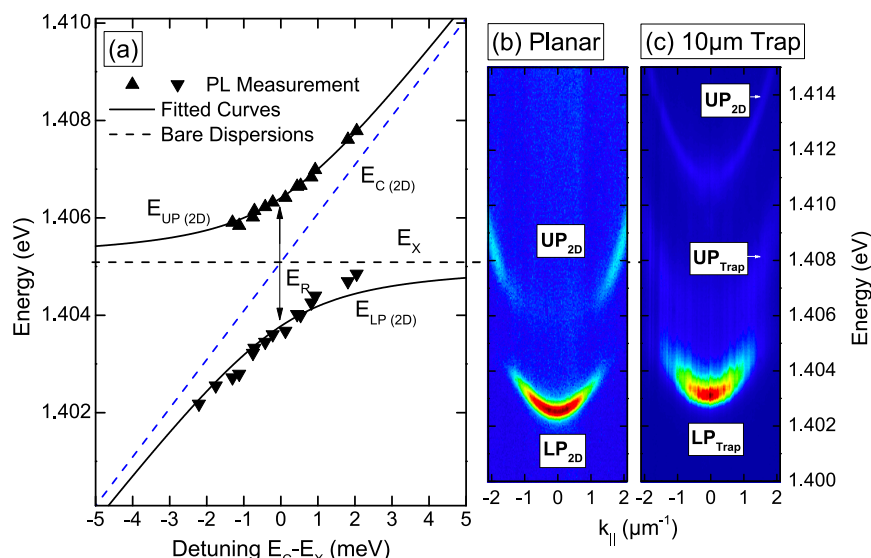 (a)
PL Measurement
Fitted Curves
Bare Dispersions
E_UP (2D)
E_C (2D)
E_X
E_R
E_LP (2D)
1.410
1.408
1.406
1.404
1.402
Energy (eV)
-5 -4 -3 -2 -1 0 1 2 3 4 5
Detuning E_C-E_X (meV)
(b) Planar
UP_2D
LP_2D
-2 -1 0 1 2
(c) 10µm Trap
UP_2D
UP_Trap
LP_Trap
-2 -1 0 1 2
k_|| (µm⁻¹)
1.414
1.412
1.410
1.408
1.406
1.404
1.402
1.400
Energy (eV)